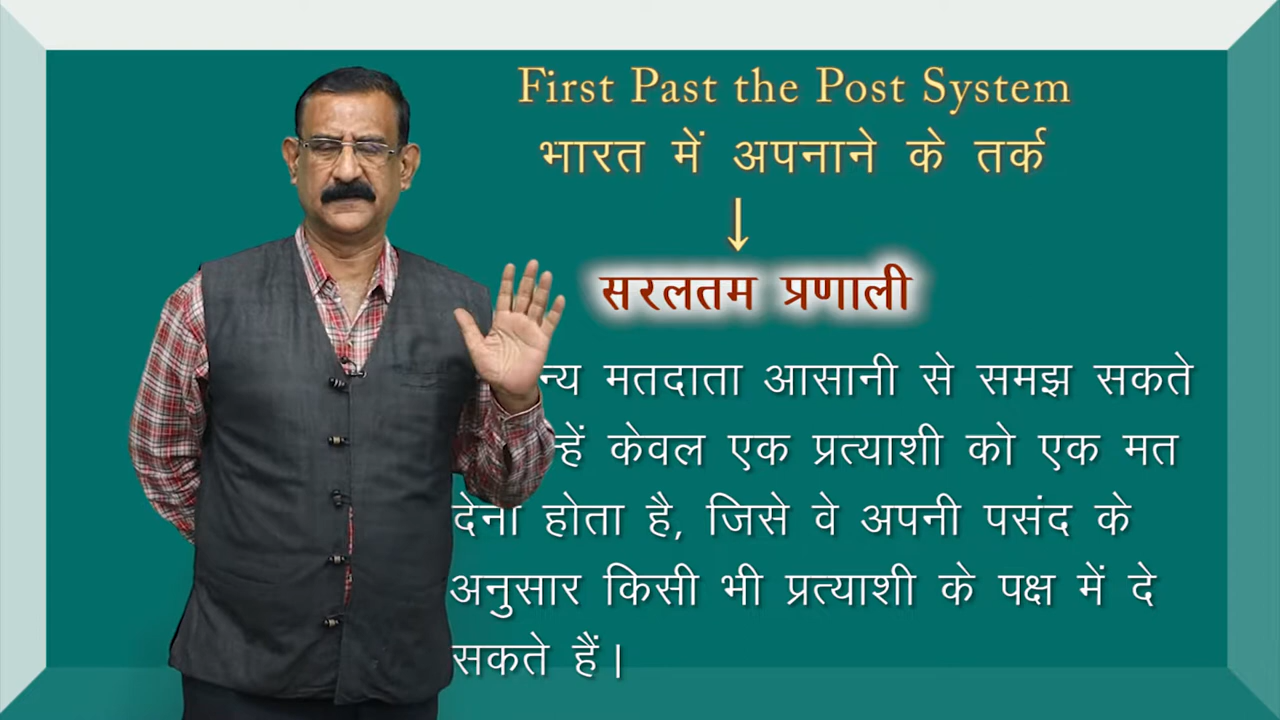 First Past the Post System
भारत में अपनाने के तर्क
↓
सरलतम प्रणाली
मतदाता आसानी से समझ सकते
केवल एक प्रत्याशी को एक मत
देना होता है, जिसे वे अपनी पसंद के
अनुसार किसी भी प्रत्याशी के पक्ष में दे
सकते हैं।